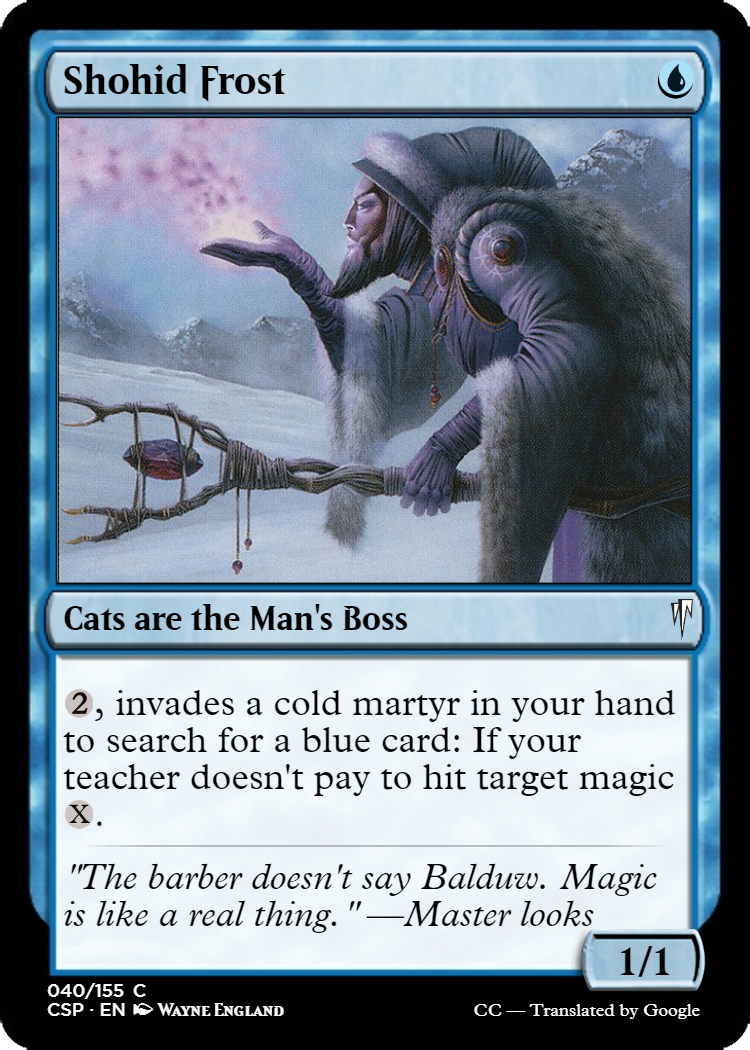 Shohid Frost
Cats are the Man's Boss
2, invades a cold martyr in your hand
to search for a blue card: If your
teacher doesn't pay to hit target magic
X.
"The barber doesn't say Balduw. Magic
is like a real thing." —Master looks
1/1
040/155 C
CSP · EN Wayne England
CC — Translated by Google